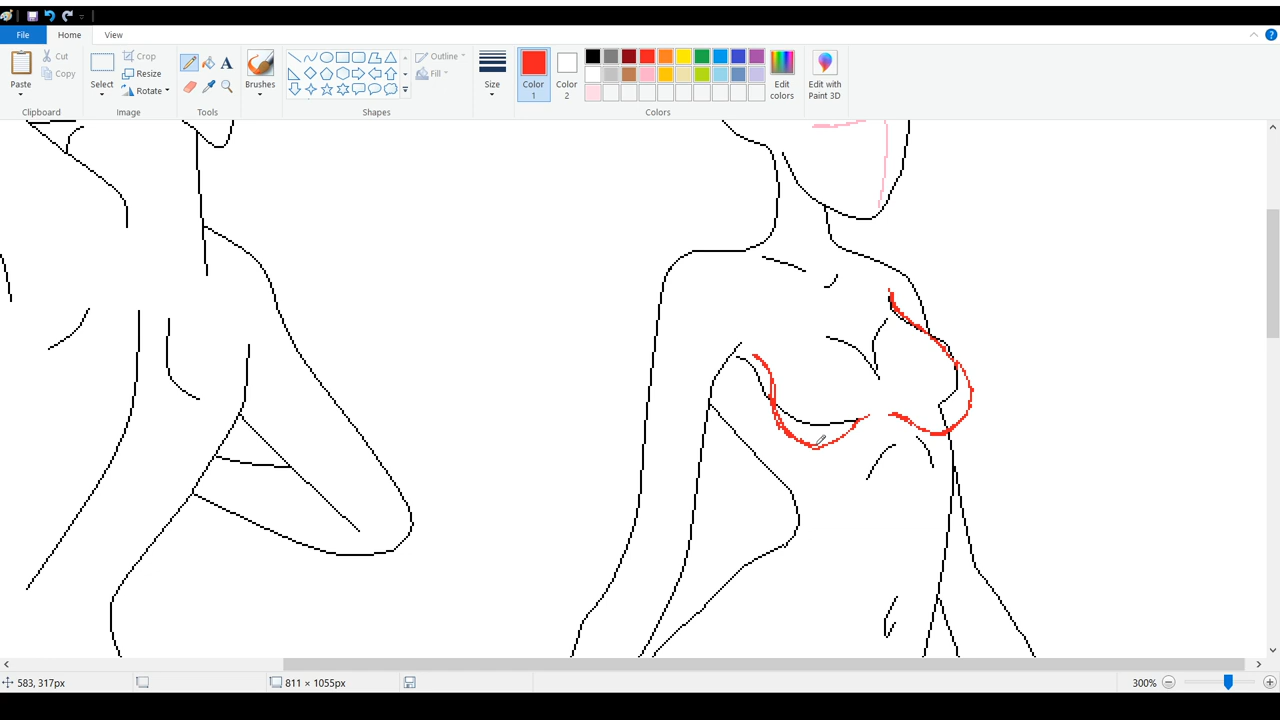 File
Home
View
Paste
Cut
Copy
Clipboard
Select
Crop
Resize
Rotate
Image
A
Tools
Brushes
Outline
Fill
Shapes
Size
Color
1
Color
2
Edit
colors
Edit with
Paint 3D
Colors
583, 317px
811 × 1055px
300%